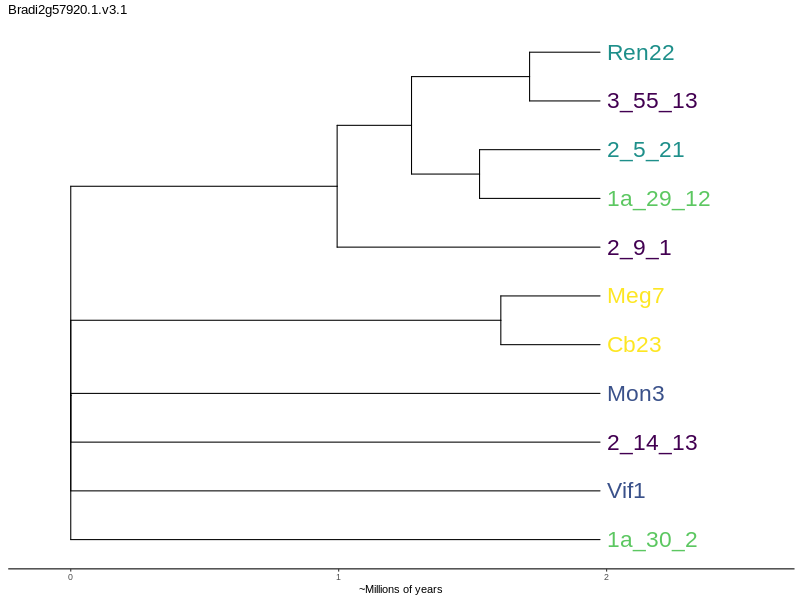 Bradi2g57920.1.v3.1
Ren22
3_55_13
2_5_21
1a_29_12
2_9_1
Meg7
Cb23
Mon3
2_14_13
Vif1
1a_30_2
0 1 2
~Millions of years